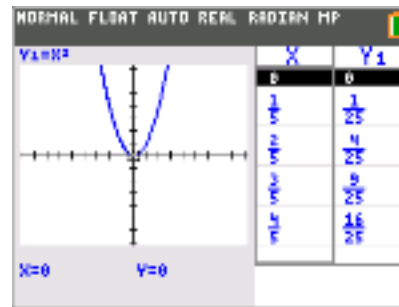 NORMAL FLOAT AUTO REAL RADIAN MP
Y1=X²
X Y1
0 0
1/5 1/25
2/5 4/25
3/5 9/25
4/5 16/25
X=0 Y=0